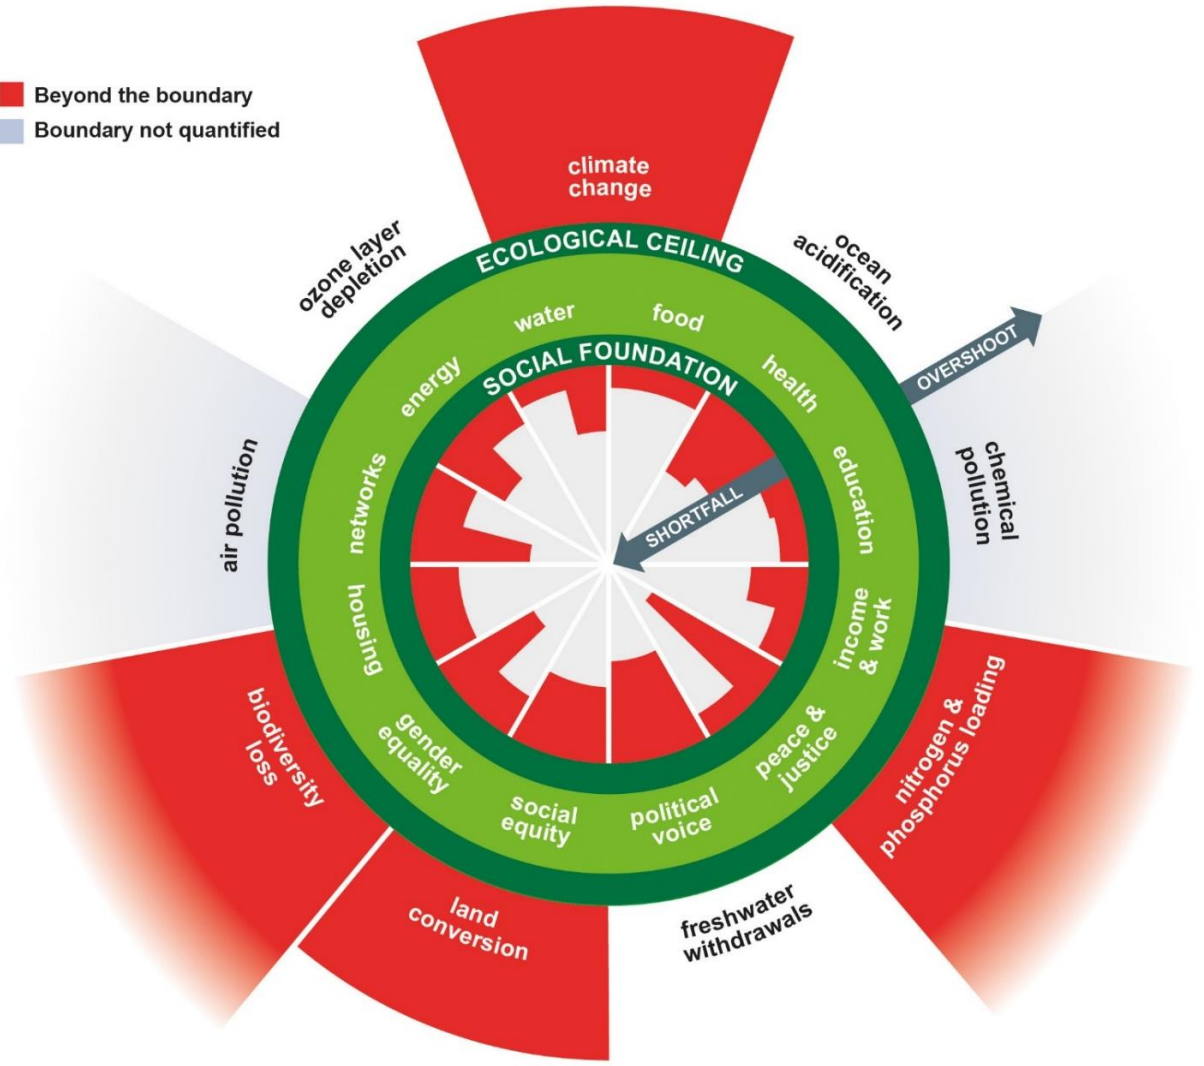 Beyond the boundary
Boundary not quantified
climate
change
ozone layer
depletion
ocean
acidification
ECOLOGICAL CEILING
OVERSHOOT
water
food
energy
health
SOCIAL FOUNDATION
networks
education
SHORTFALL
air pollution
chemical
pollution
housing
income
& work
gender
equality
peace &
justice
social
equity
political
voice
biodiversity
loss
nitrogen &
phosphorus loading
land
conversion
freshwater
withdrawals